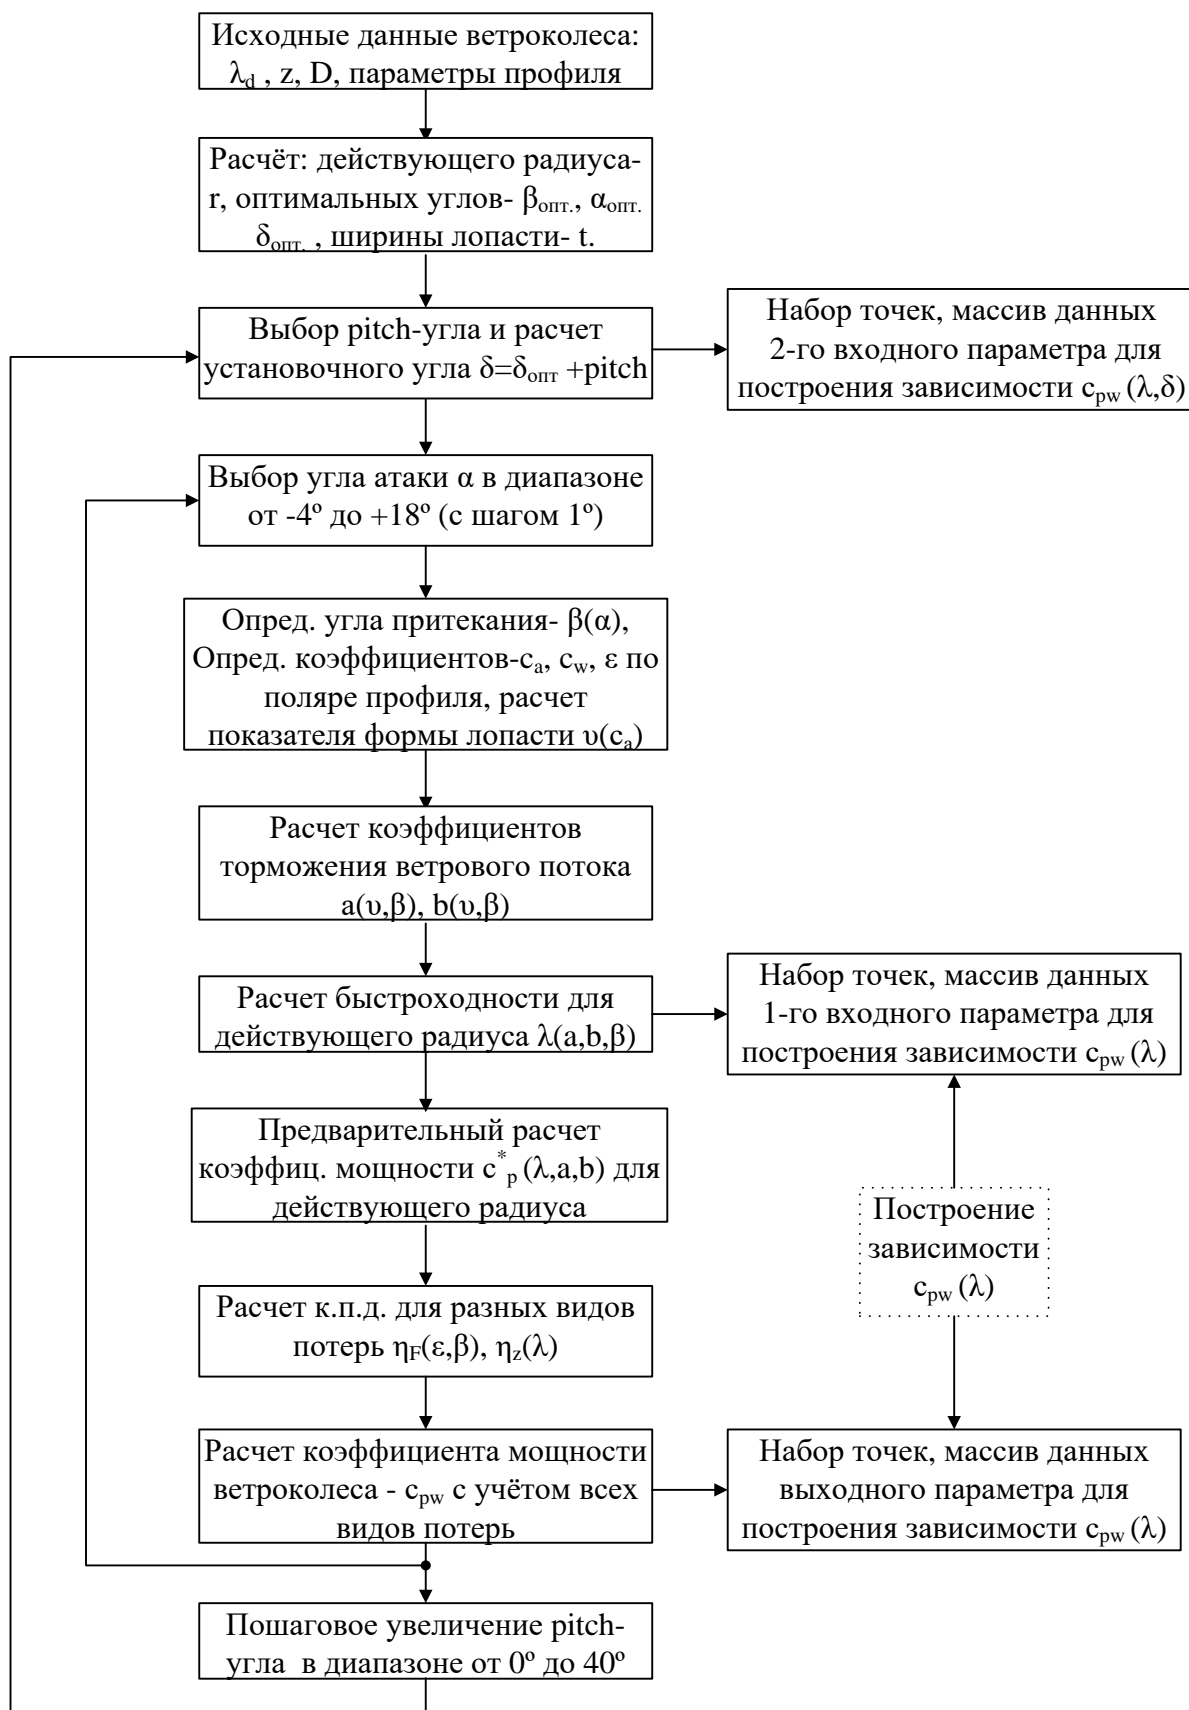 Исходные данные ветроколеса:
λd , z, D, параметры профиля
Расчёт: действующего радиуса-
r, оптимальных углов- βопт., αопт.
δопт. , ширины лопасти- t.
Выбор pitch-угла и расчет
установочного угла δ=δопт +pitch
Набор точек, массив данных
2-го входного параметра для
построения зависимости cpw (λ,δ)
Выбор угла атаки α в диапазоне
от -4º до +18º (с шагом 1º)
Опред. угла притекания- β(α),
Опред. коэффициентов-ca, cw, ε по
поляре профиля, расчет
показателя формы лопасти υ(ca)
Расчет коэффициентов
торможения ветрового потока
a(υ,β), b(υ,β)
Расчет быстроходности для
действующего радиуса λ(a,b,β)
Набор точек, массив данных
1-го входного параметра для
построения зависимости cpw (λ)
Предварительный расчет
коэффиц. мощности c*p (λ,a,b) для
действующего радиуса
Построение
зависимости
cpw (λ)
Расчет к.п.д. для разных видов
потерь ηF(ε,β), ηz(λ)
Расчет коэффициента мощности
ветроколеса - cpw с учётом всех
видов потерь
Набор точек, массив данных
выходного параметра для
построения зависимости cpw (λ)
Пошаговое увеличение pitch-
угла в диапазоне от 0º до 40º